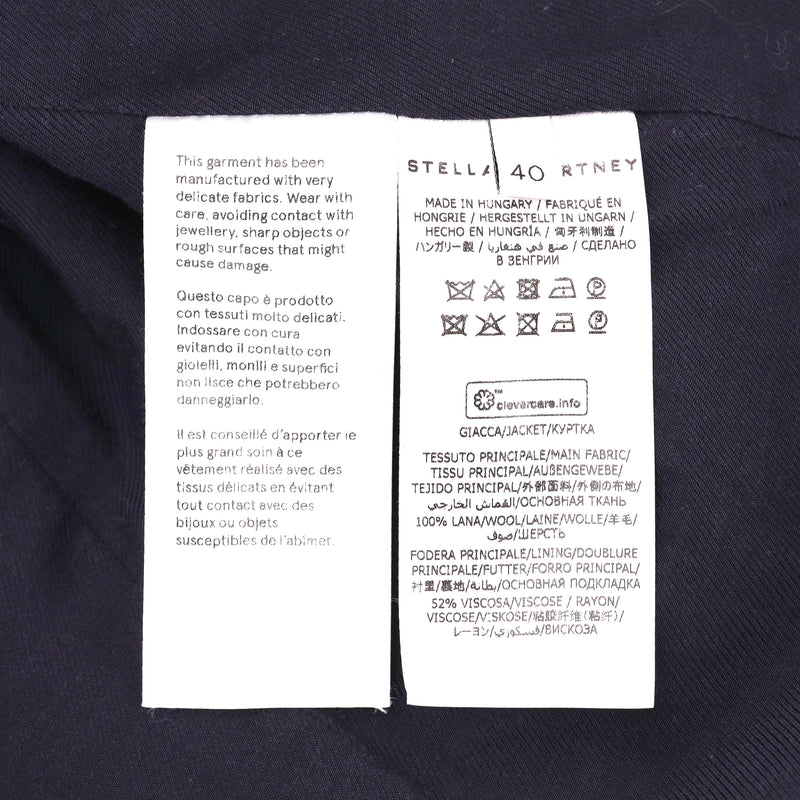 This garment has been
manufactured with very
delicate fabrics. Wear with
care, avoiding contact with
jewellery, sharp objects or
rough surfaces that might
cause damage.
Questo capo è prodotto
con tessuti molto delicati.
Indossare con cura
evitando il contatto con
gioielli, monili e superfici
non lisce che potrebbero
danneggiarlo.
Il est conseillé d'apporter le
plus grand soin à ce
vêtement réalisé avec des
tissus délicats en évitant
tout contact avec des
bijoux ou objets
susceptibles de l'abîmer.
STELLA 40 RTNEY
MADE IN HUNGARY / FABRIQUÉ EN
HONGRIE / HERGESTELLT IN UNGARN /
HECHO EN HUNGRÍA / 匈牙利制造 /
ハンガリー製 / صنع في هنغاريا / СДЕЛАНО
В ВЕНГРИИ
clevercare.info
GIACCA/JACKET/КУРТКА
TESSUTO PRINCIPALE/MAIN FABRIC/
TISSU PRINCIPAL/AUßENGEWEBE/
TEJIDO PRINCIPAL/外部面料/外側の布地/
القماش الخارجي/ОСНОВНАЯ ТКАНЬ
100% LANA/WOOL/LAINE/WOLLE/羊毛/
صوف/ШЕРСТЬ
FODERA PRINCIPALE/LINING/DOUBLURE
PRINCIPALE/FUTTER/FORRO PRINCIPAL/
衬里/裏地/بطانة/ОСНОВНАЯ ПОДКЛАДКА
52% VISCOSA/VISCOSE / RAYON/
VISCOSE/VISKOSE/粘胶纤维(粘纤)/
レーヨン/فسكوزي/ВИСКОЗА